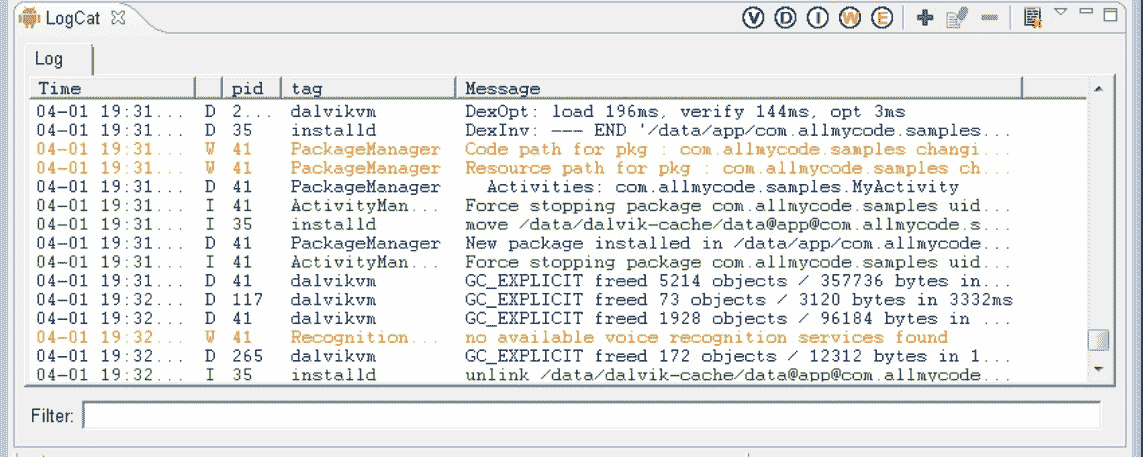 LogCat
V D I W E
Log
Time pid tag Message
04-01 19:31... D 2... dalvikvm DexOpt: load 196ms, verify 144ms, opt 3ms
04-01 19:31... D 35 installd DexInv: --- END '/data/app/com.allmycode.samples...
04-01 19:31... W 41 PackageManager Code path for pkg : com.allmycode.samples changi...
04-01 19:31... W 41 PackageManager Resource path for pkg : com.allmycode.samples ch...
04-01 19:31... D 41 PackageManager Activities: com.allmycode.samples.MyActivity
04-01 19:31... I 41 ActivityMan... Force stopping package com.allmycode.samples uid...
04-01 19:31... I 35 installd move /data/dalvik-cache/data@app@com.allmycode.s...
04-01 19:31... D 41 PackageManager New package installed in /data/app/com.allmycode...
04-01 19:31... I 41 ActivityMan... Force stopping package com.allmycode.samples uid...
04-01 19:31... D 41 dalvikvm GC_EXPLICIT freed 5214 objects / 357736 bytes in...
04-01 19:32... D 117 dalvikvm GC_EXPLICIT freed 73 objects / 3120 bytes in 3332ms
04-01 19:32... D 41 dalvikvm GC_EXPLICIT freed 1928 objects / 96184 bytes in ...
04-01 19:32... W 41 Recognition... no available voice recognition services found
04-01 19:32... D 265 dalvikvm GC_EXPLICIT freed 172 objects / 12312 bytes in 1...
04-01 19:32... I 35 installd unlink /data/dalvik-cache/data@app@com.allmycode...
Filter: